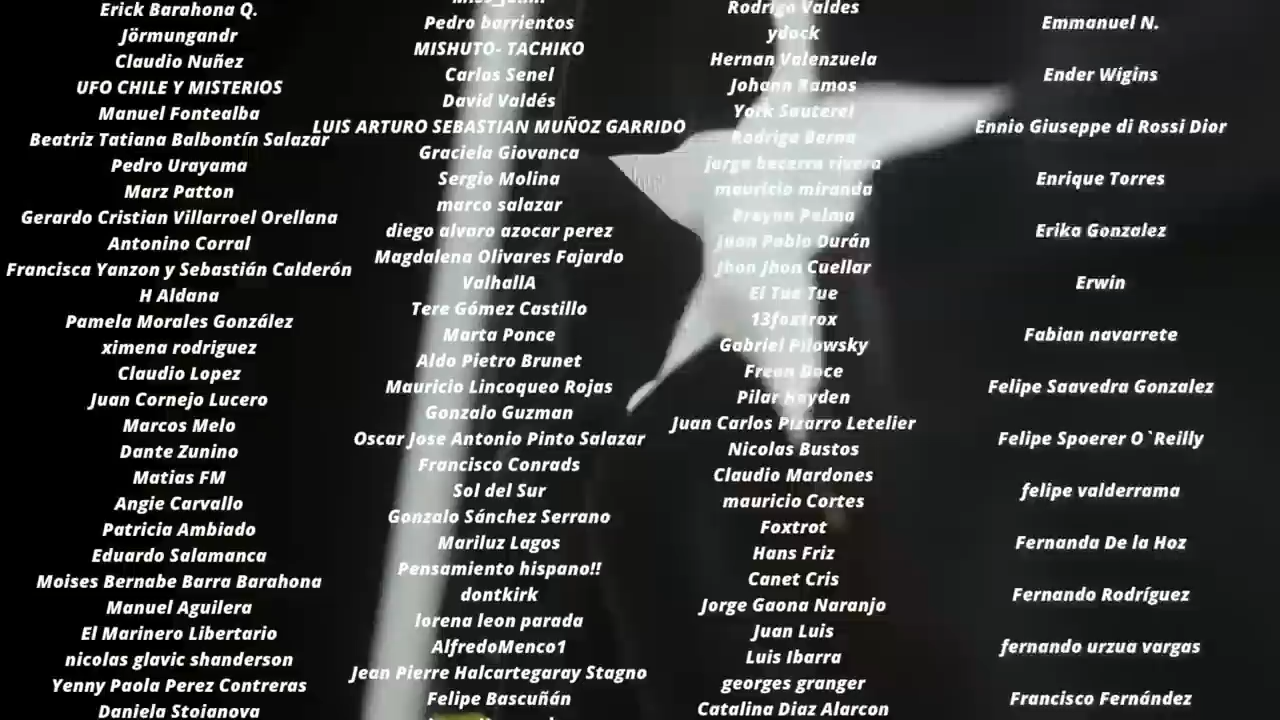 Erick Barahona Q.
Jörmungandr
Claudio Nuñez
UFO CHILE Y MISTERIOS
Manuel Fontealba
Beatriz Tatiana Balbontín Salazar
Pedro Urayama
Marz Patton
Gerardo Cristian Villarroel Orellana
Antonino Corral
Francisca Yanzon y Sebastián Calderón
H Aldana
Pamela Morales González
ximena rodriguez
Claudio Lopez
Juan Cornejo Lucero
Marcos Melo
Dante Zunino
Matias FM
Angie Carvallo
Patricia Ambiado
Eduardo Salamanca
Moises Bernabe Barra Barahona
Manuel Aguilera
El Marinero Libertario
nicolas glavic shanderson
Yenny Paola Perez Contreras
Daniela Stojanova
Pedro barrientos
MISHUTO- TACHIKO
Carlos Senel
David Valdés
LUIS ARTURO SEBASTIAN MUÑOZ GARRIDO
Graciela Giovanca
Sergio Molina
marco salazar
diego alvaro azocar perez
Magdalena Olivares Fajardo
ValhallA
Tere Gómez Castillo
Marta Ponce
Aldo Pietro Brunet
Mauricio Lincoqueo Rojas
Gonzalo Guzman
Oscar Jose Antonio Pinto Salazar
Francisco Conrads
Sol del Sur
Gonzalo Sánchez Serrano
Mariluz Lagos
Pensamiento hispano!!
dontkirk
lorena leon parada
AlfredoMenco1
Jean Pierre Halcartegaray Stagno
Felipe Bascuñán
Rodrigo Valdes
ydock
Hernan Valenzuela
Johann Ramos
York Sauterel
Rodrigo Berna
jorge becerra rivera
mauricio miranda
Brayan Palma
Juan Pablo Durán
Jhon Jhon Cuellar
El Tue Tue
13foxtrox
Gabriel Pilowsky
Frean Doce
Pilar Hayden
Juan Carlos Pizarro Letelier
Nicolas Bustos
Claudio Mardones
mauricio Cortes
Foxtrot
Hans Friz
Canet Cris
Jorge Gaona Naranjo
Juan Luis
Luis Ibarra
georges granger
Catalina Diaz Alarcon
Emmanuel N.
Ender Wigins
Ennio Giuseppe di Rossi Dior
Enrique Torres
Erika Gonzalez
Erwin
Fabian navarrete
Felipe Saavedra Gonzalez
Felipe Spoerer O`Reilly
felipe valderrama
Fernanda De la Hoz
Fernando Rodríguez
fernando urzua vargas
Francisco Fernández